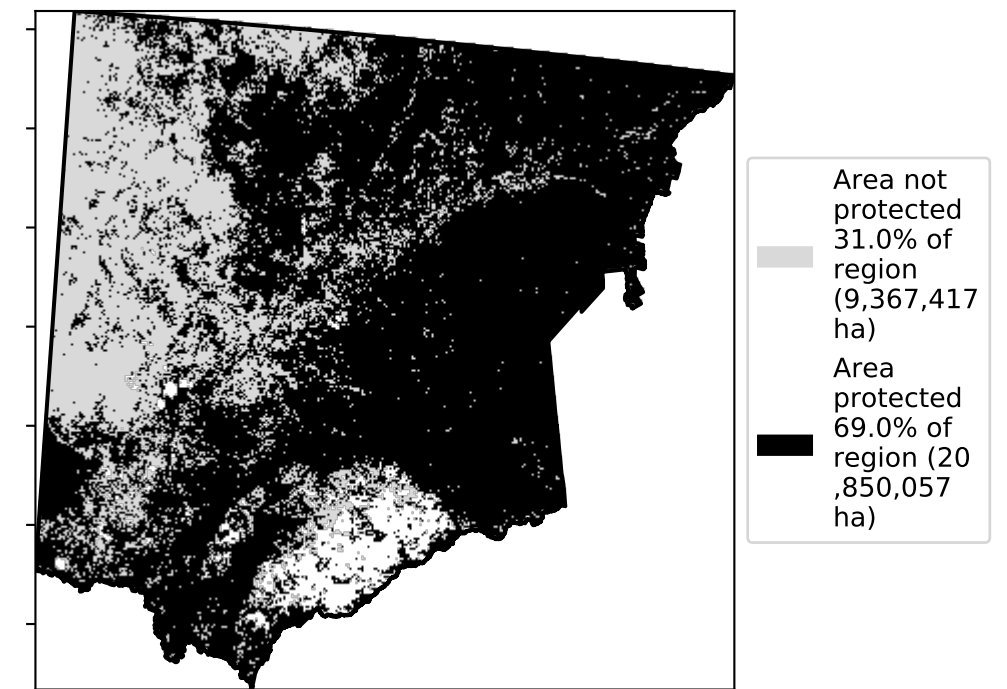 Area not
protected
31.0% of
region
(9,367,417
ha)
Area
protected
69.0% of
region (20
,850,057
ha)